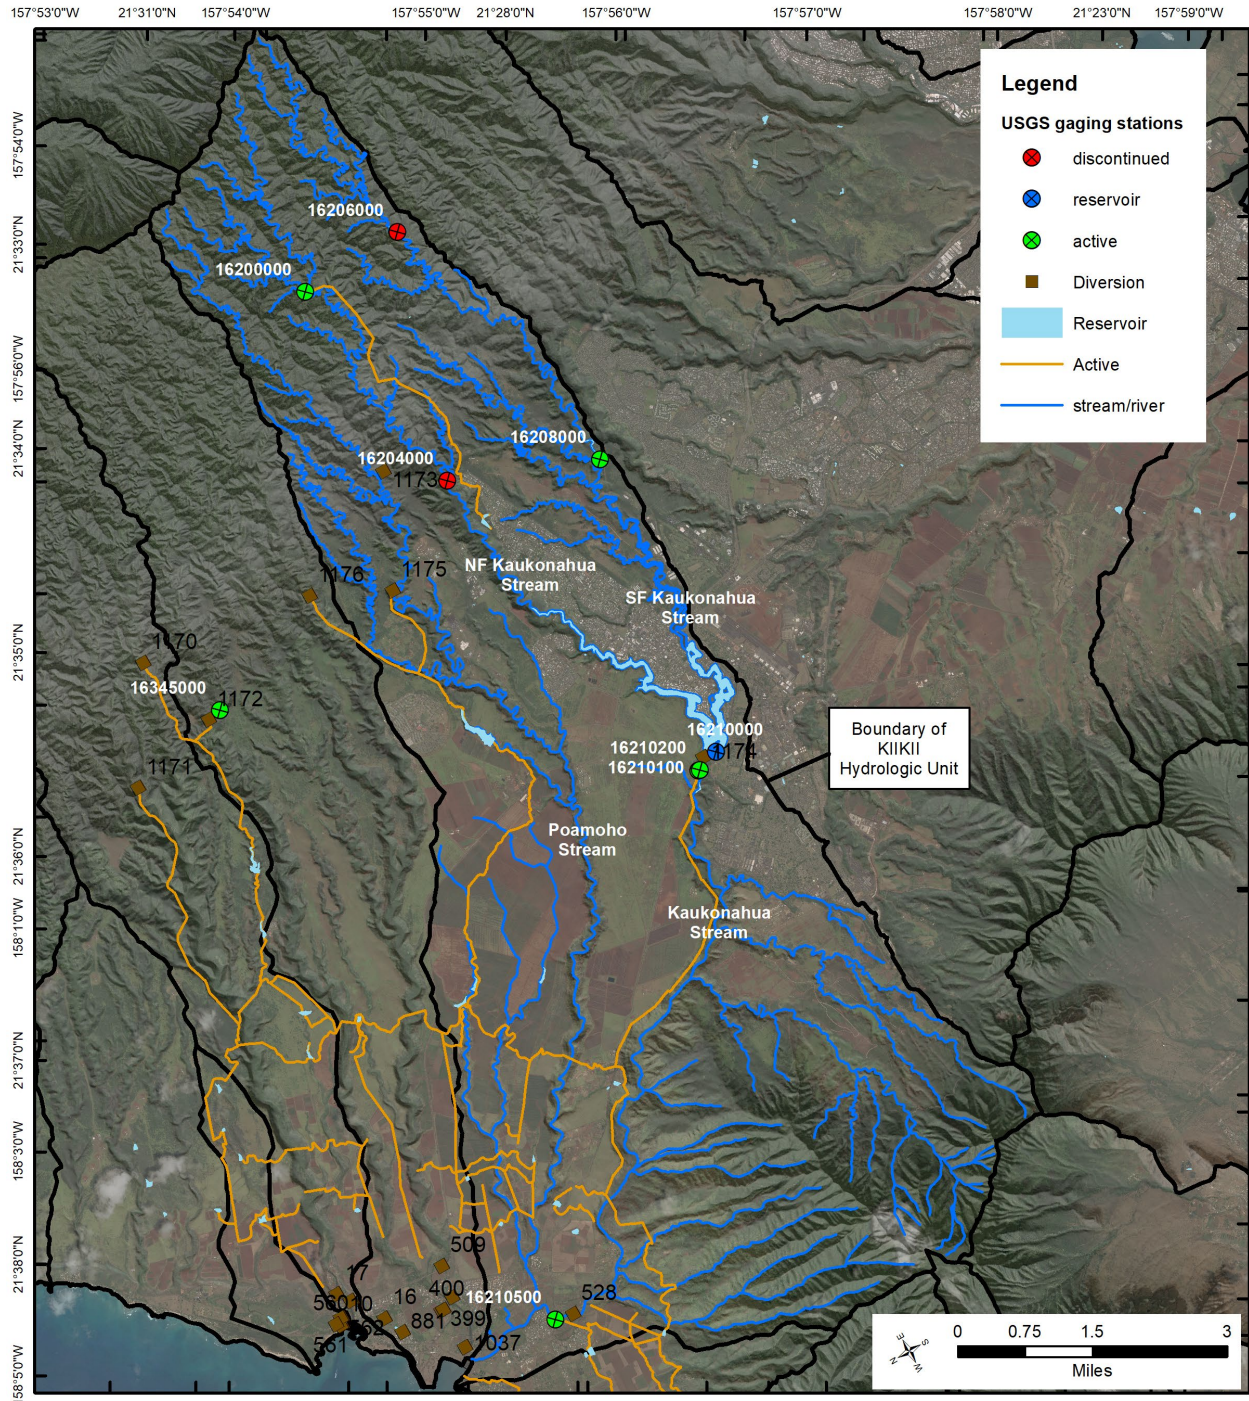 157°53'0"W
21°31'0"N
157°54'0"W
157°55'0"W
21°28'0"N
157°56'0"W
157°57'0"W
157°58'0"W
21°23'0"N
157°59'0"W
157°54'0"W
21°33'0"N
157°56'0"W
21°34'0"N
21°35'0"N
21°36'0"N
158°1'0"W
21°37'0"N
158°3'0"W
21°38'0"N
158°5'0"W
Legend
USGS gaging stations
discontinued
reservoir
active
Diversion
Reservoir
Active
stream/river
16206000
16200000
16208000
16204000
1173
NF Kaukonahua
Stream
SF Kaukonahua
Stream
1176
1175
1170
16345000
1172
1171
16210000
16210200
1174
16210100
Boundary of
KIIKII
Hydrologic Unit
Poamoho
Stream
Kaukonahua
Stream
509
17
400
16210500
528
560
10
16
399
881
562
561
1037
0 0.75 1.5 3
Miles
N
E
S
W